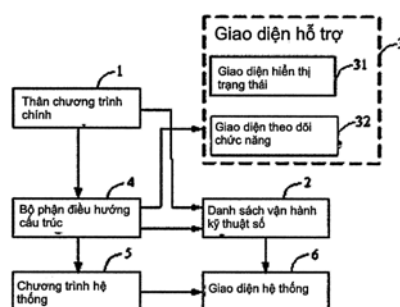 Giao diện hỗ trợ
3
1
Thân chương trình
chính
Giao diện hiển thị
trạng thái
31
Giao diện theo dõi
chức năng
32
4
Bộ phận điều hướng
cấu trúc
2
Danh sách vận hành
kỹ thuật số
5
Chương trình hệ
thống
6
Giao diện hệ thống